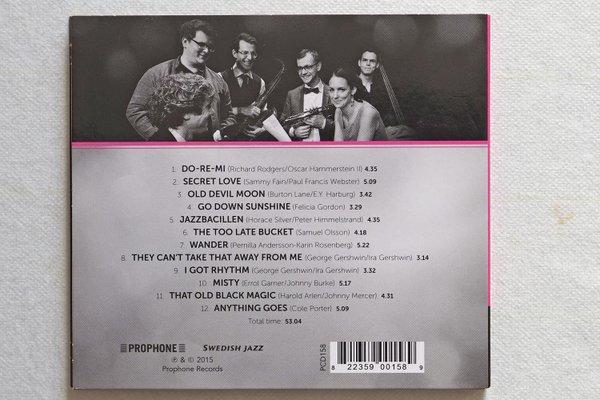 1. DO-RE-MI (Richard Rodgers/Oscar Hammerstein II) 4.35
2. SECRET LOVE (Sammy Fain/Paul Francis Webster) 5.09
3. OLD DEVIL MOON (Burton Lane/E.Y. Harburg) 3.42
4. GO DOWN SUNSHINE (Felicia Gordon) 3.29
5. JAZZBACILLEN (Horace Silver/Peter Himmelstrand) 4.35
6. THE TOO LATE BUCKET (Samuel Olsson) 4.18
7. WANDER (Pernilla Andersson-Karin Rosenberg) 5.22
8. THEY CAN'T TAKE THAT AWAY FROM ME (George Gershwin/Ira Gershwin) 3.14
9. I GOT RHYTHM (George Gershwin/Ira Gershwin) 3.32
10. MISTY (Errol Garner/Johnny Burke) 5.17
11. THAT OLD BLACK MAGIC (Harold Arlen/Johnny Mercer) 4.31
12. ANYTHING GOES (Cole Porter) 5.09
Total time: 53.04
PROPHONE SWEDISH JAZZ
℗ & © 2015
Prophone Records
PCD158
8 22359 00158 9